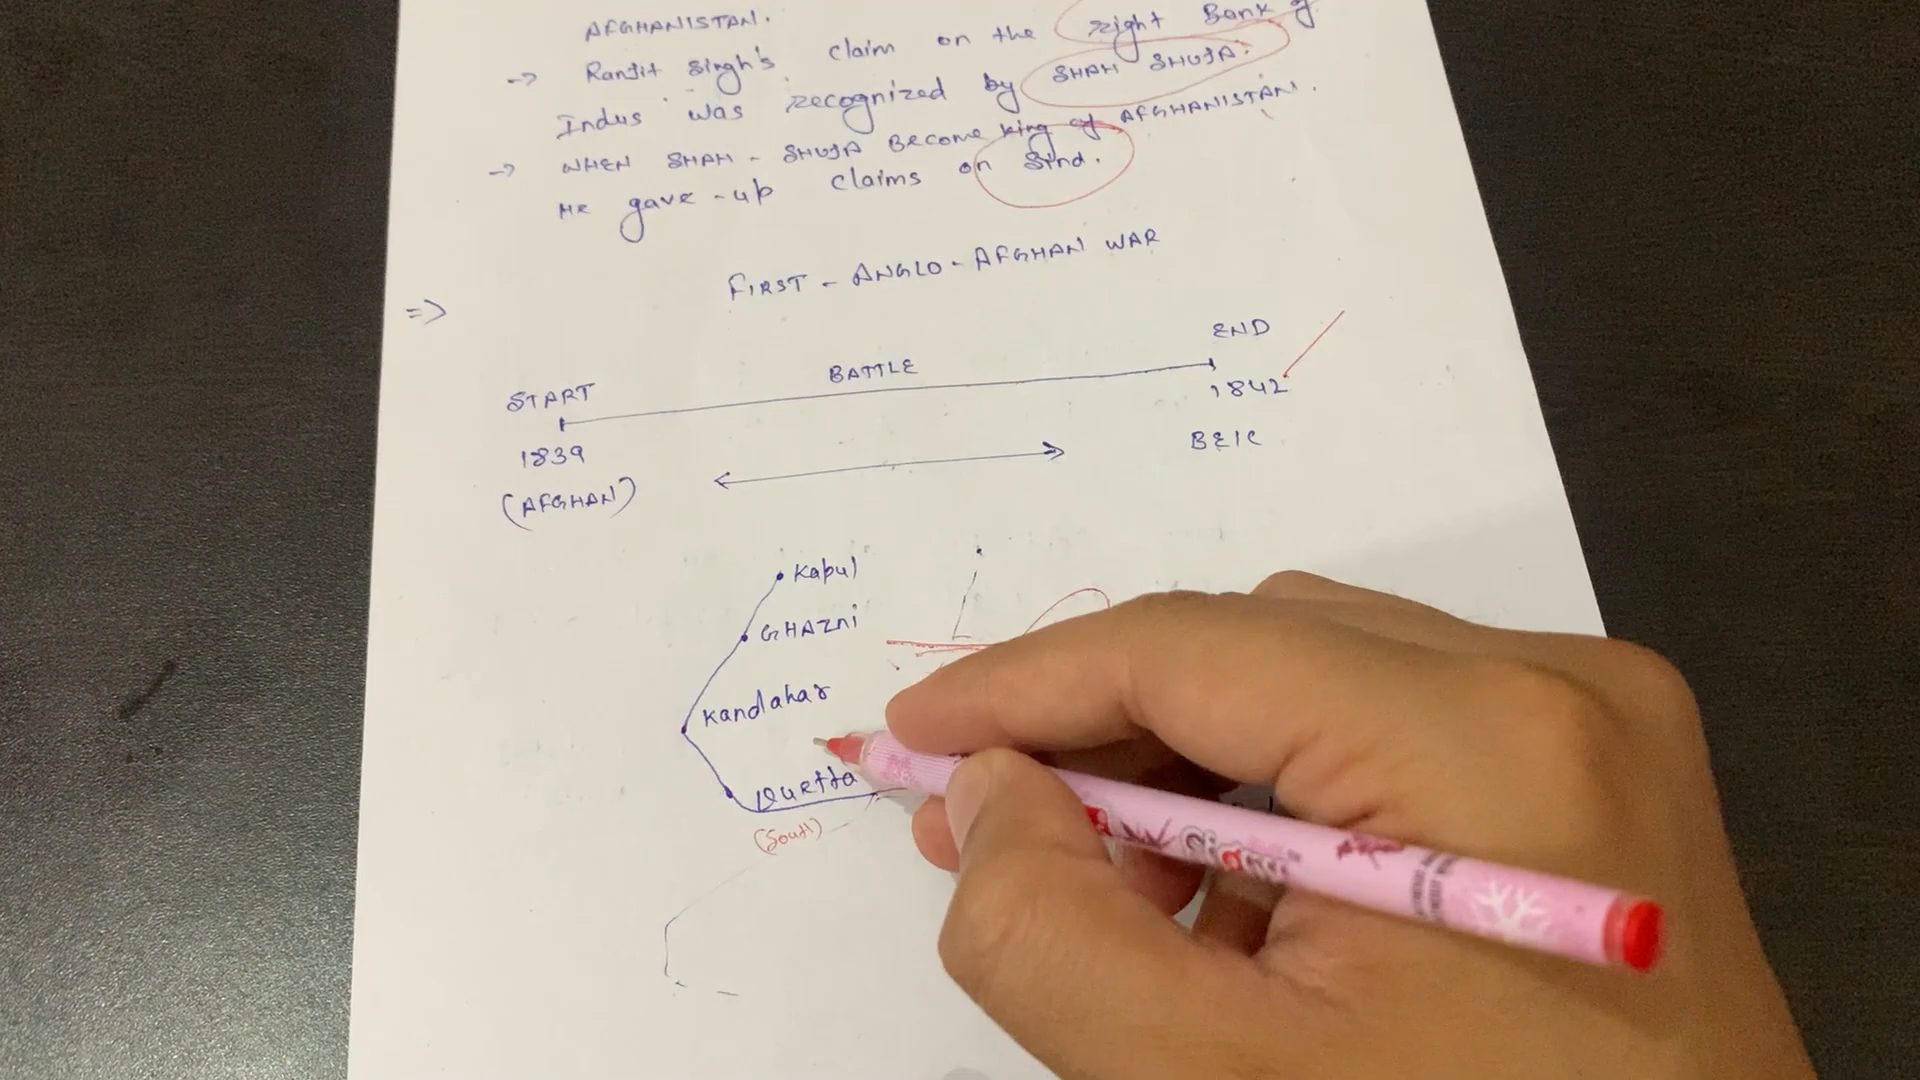 AFGHANISTAN.
-> Ranjit Singh's claim on the right Bank of
Indus was recognized by SHAH SHUJA.
-> WHEN SHAH - SHUJA Become king of AFGHANISTAN.
He gave-up claims on Sind.
=> FIRST - ANGLO - AFGHAN WAR
START BATTLE END
1839 1842
(AFGHAN) BEIC
Kabul
GHAZni
Kandahar
Quetta
(South)